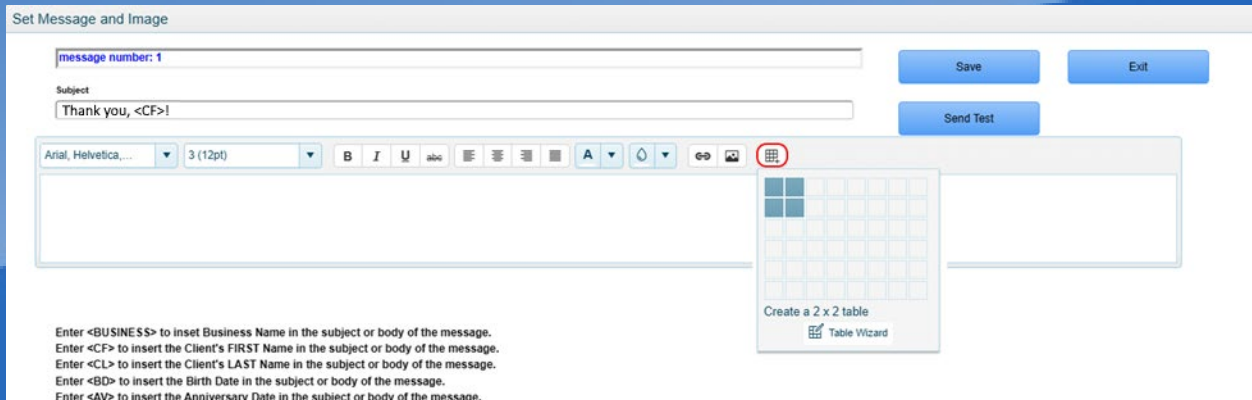 Set Message and Image
message number: 1
Save
Exit
Subject
Thank you, <CF>!
Send Test
Arial, Helvetica,...
3 (12pt)
B I U abc A
Create a 2 x 2 table
Table Wizard
Enter <BUSINESS> to inset Business Name in the subject or body of the message.
Enter <CF> to insert the Client's FIRST Name in the subject or body of the message.
Enter <CL> to insert the Client's LAST Name in the subject or body of the message.
Enter <BD> to insert the Birth Date in the subject or body of the message.
Enter <AV> to insert the Anniversary Date in the subject or body of the message.